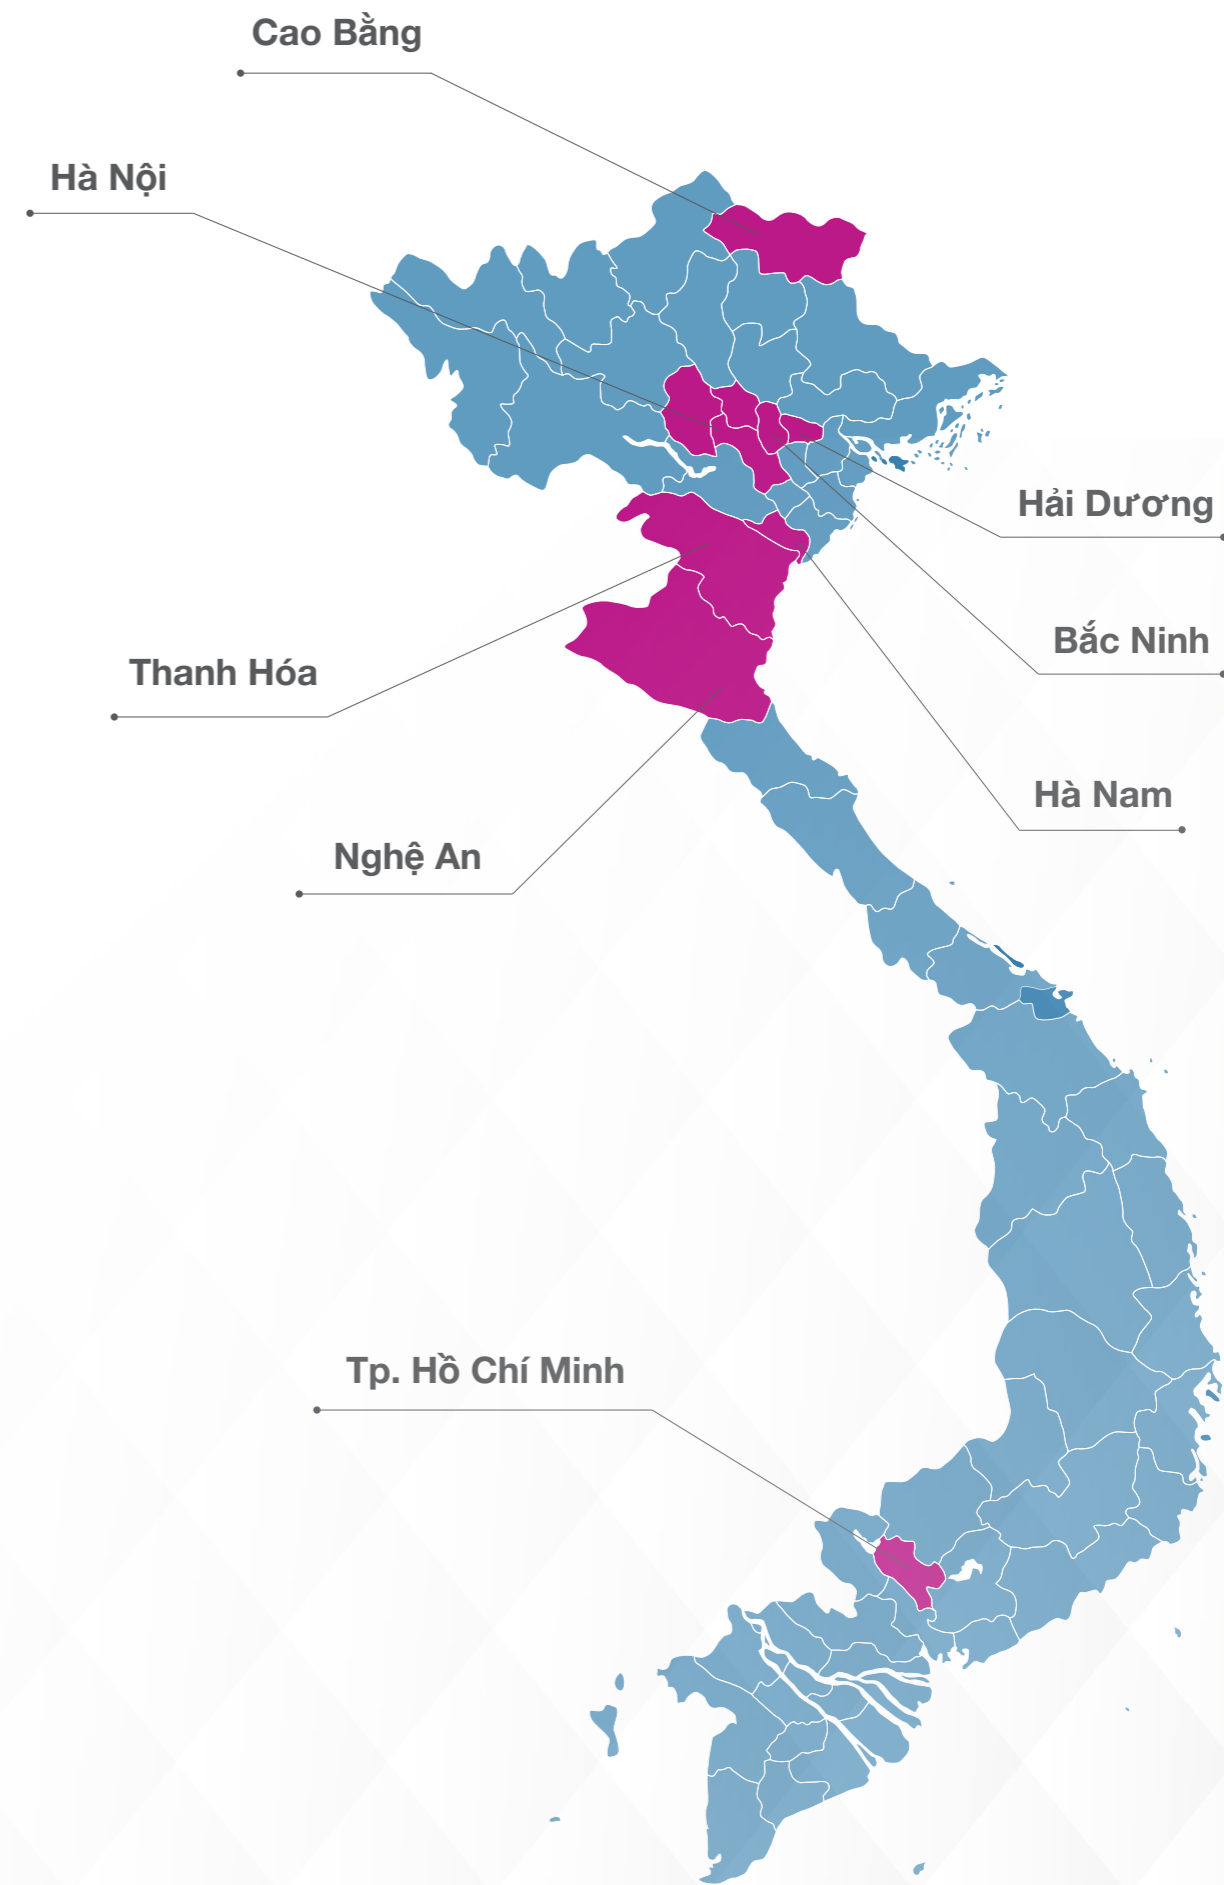 Cao Bằng
Hà Nội
Hải Dương
Bắc Ninh
Thanh Hóa
Hà Nam
Nghệ An
Tp. Hồ Chí Minh